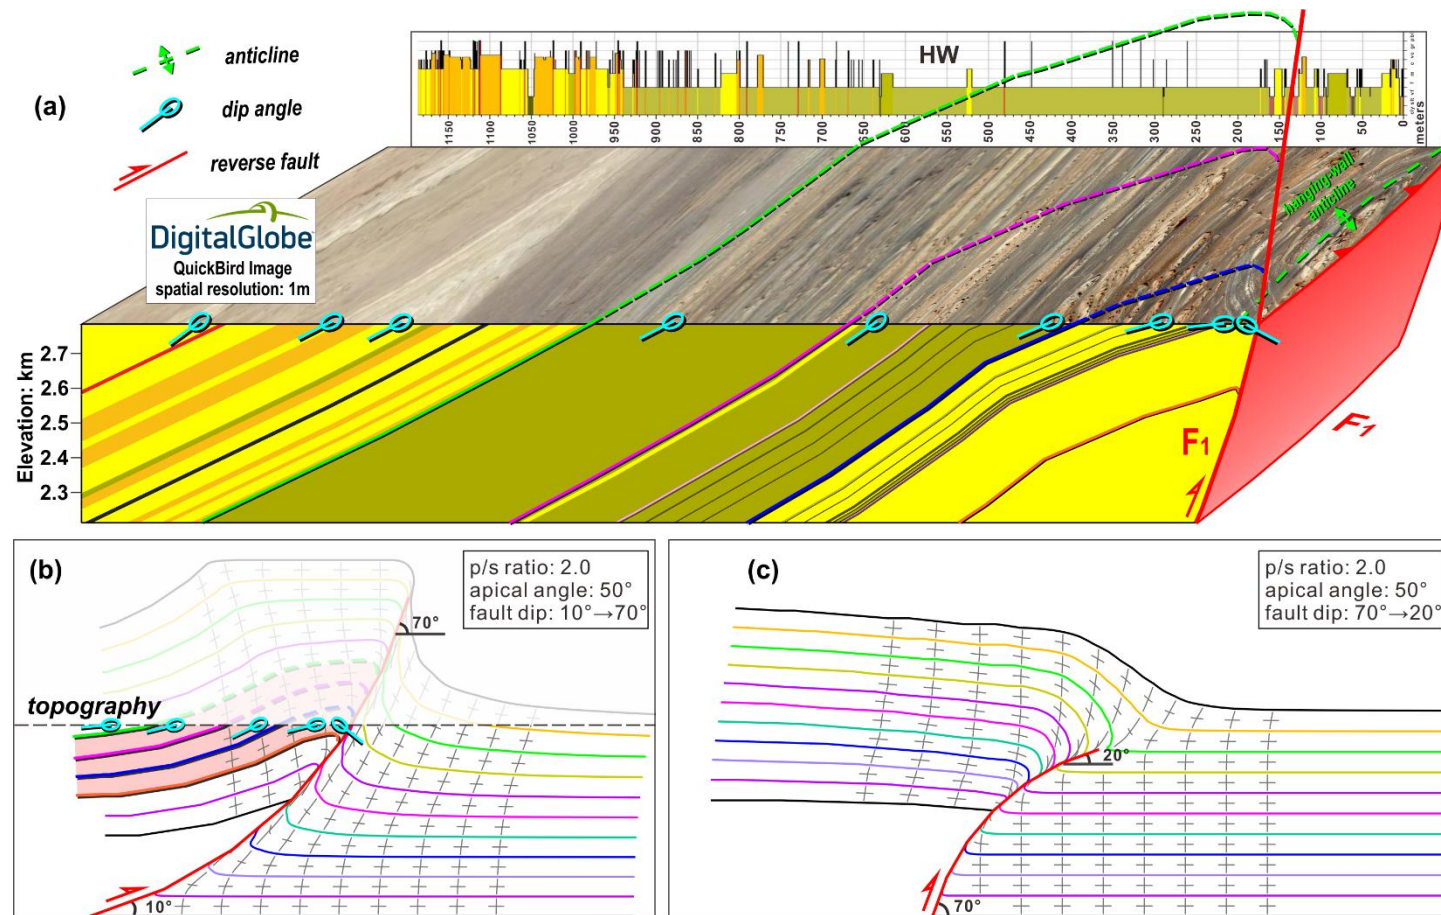 (a)
anticline
dip angle
reverse fault
HW
1150
1100
1050
1000
950
900
850
800
750
700
650
600
550
500
450
400
350
300
250
200
150
100
50
0
meters
hanging-wall
anticline
DigitalGlobe
QuickBird Image
spatial resolution: 1m
Elevation: km
2.7
2.6
2.5
2.4
2.3
F1
F1
(b)
p/s ratio: 2.0
apical angle: 50°
fault dip: 10°→70°
70°
topography
10°
(c)
p/s ratio: 2.0
apical angle: 50°
fault dip: 70°→20°
20°
70°